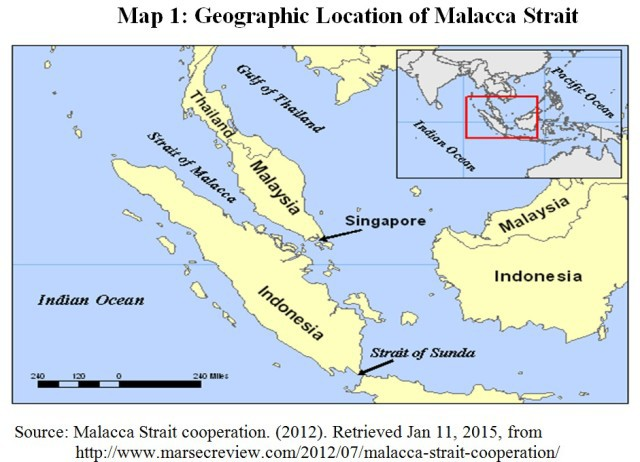 Map 1: Geographic Location of Malacca Strait
Gulf of Thailand
Pacific Ocean
Indian Ocean
Thailand
Strait of Malacca
Malaysia
Singapore
Malaysia
Indonesia
Indian Ocean
Indonesia
Strait of Sunda
240 120 0 240 Miles
Source: Malacca Strait cooperation. (2012). Retrieved Jan 11, 2015, from
http://www.marsecreview.com/2012/07/malacca-strait-cooperation/